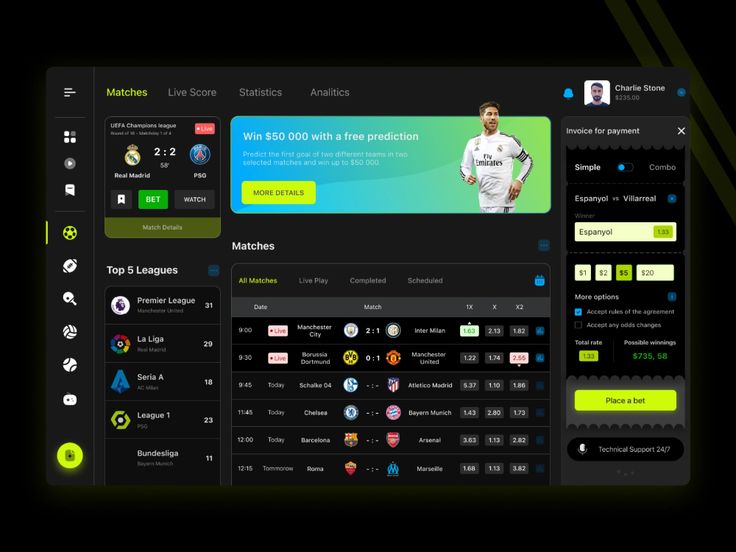 Matches
Live Score
Statistics
Analitics
Charlie Stone
$235.00
UEFA Champions league
Round of 16 - Matchday 1 of 4
Live
2 : 2
58'
Real Madrid
PSG
BET
WATCH
Match Details
Win $50 000 with a free prediction
Predict the first goal of two different teams in two
selected matches and win up to $50 000
MORE DETAILS
Fly
Emirates
Top 5 Leagues
Premier League 31
Manchester United
La Liga 29
Real Madrid
Seria A 18
AC Milan
League 1 23
PSG
Bundesliga 11
Bayern Munich
Matches
All Matches
Live Play
Completed
Scheduled
Date Match 1X X X2
9:00 Live Manchester City 2 : 1 Inter Milan 1.63 2.13 1.82
9:30 Live Borussia Dortmund 0 : 1 Manchester United 1.22 1.74 2.55
9:45 Today Schalke 04 - : - Atletico Madrid 5.37 1.10 1.86
11:45 Today Chelsea - : - Bayern Munich 1.43 2.80 1.73
12:00 Today Barcelona - : - Arsenal 3.63 1.13 2.82
12:15 Tommorow Roma - : - Marseille 1.68 1.13 3.82
Invoice for payment
Simple
Combo
Espanyol vs Villarreal
Winner
Espanyol 1.33
$1 $2 $5 $20
More options
Accept rules of the agreement
Accept any odds changes
Total rate
Possible winnings
1.33
$735, 58
Place a bet
Technical Support 24/7